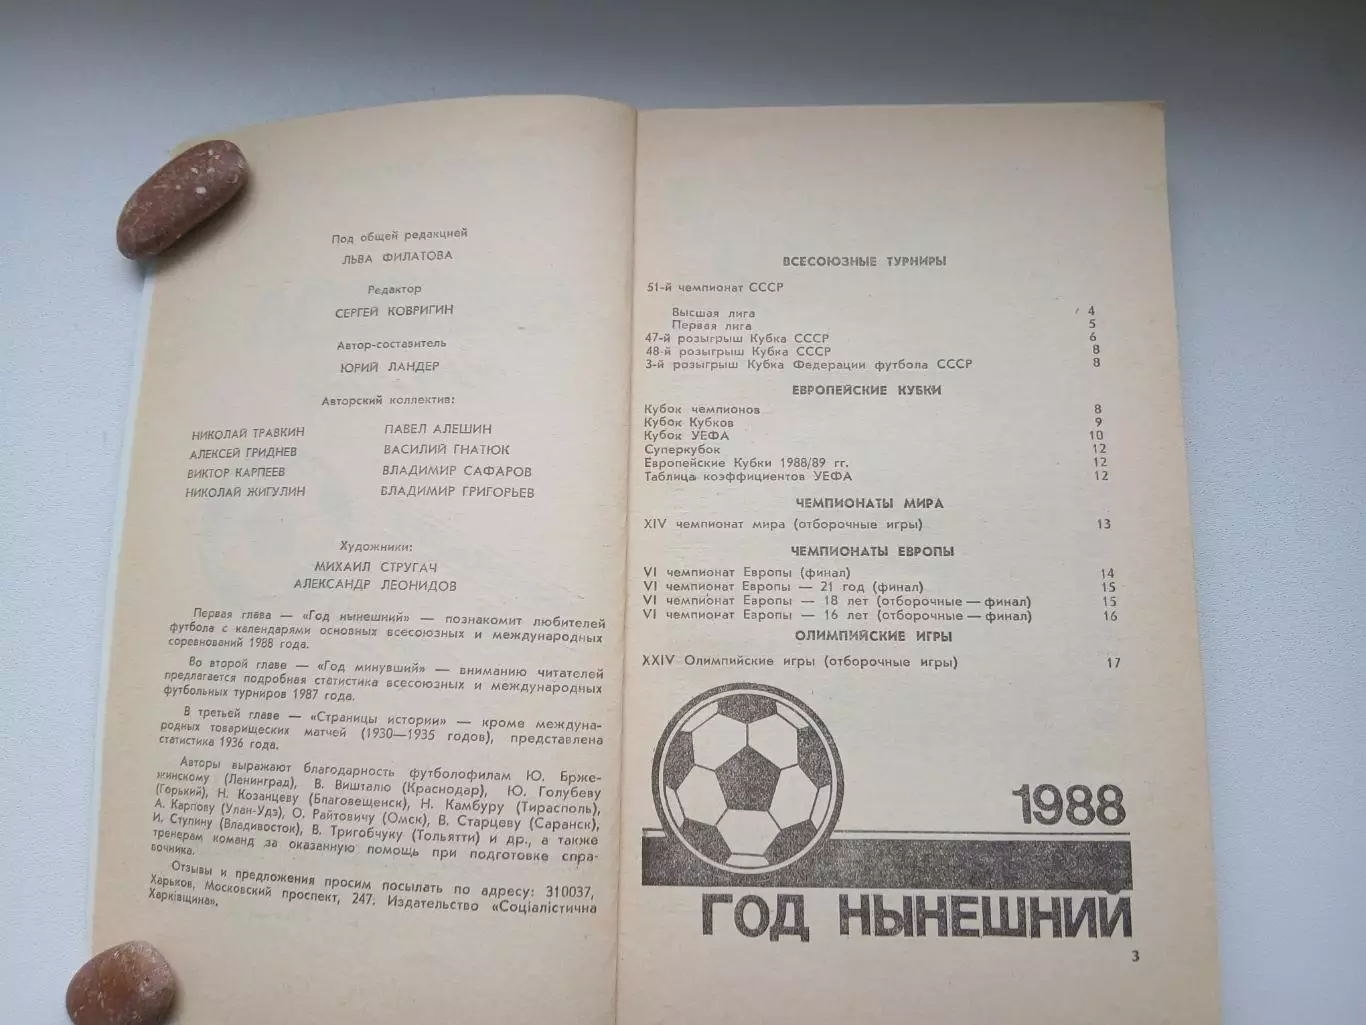 Под общей редакцией
ЛЬВА ФИЛАТОВА
Редактор
СЕРГЕЙ КОВРИГИН
Автор-составитель
ЮРИЙ ЛАНДЕР
Авторский коллектив:
НИКОЛАЙ ТРАВКИН ПАВЕЛ АЛЕШИН
АЛЕКСЕЙ ГРИДНЕВ ВАСИЛИЙ ГНАТЮК
ВИКТОР КАРПЕЕВ ВЛАДИМИР САФАРОВ
НИКОЛАЙ ЖИГУЛИН ВЛАДИМИР ГРИГОРЬЕВ
Художники:
МИХАИЛ СТРУГАЧ
АЛЕКСАНДР ЛЕОНИДОВ
Первая глава — «Год нынешний» — познакомит любителей
футбола с календарями основных всесоюзных и международных
соревнований 1988 года.
Во второй главе — «Год минувший» — вниманию читателей
предлагается подробная статистика всесоюзных и международных
футбольных турниров 1987 года.
В третьей главе — «Страницы истории» — кроме междуна-
родных товарищеских матчей (1930—1935 годов), представлена
статистика 1936 года.
Авторы выражают благодарность футболофилам Ю. Брже-
жинскому (Ленинград), В. Вишталю (Краснодар), Ю. Голубеву
(Горький), Н. Козанцеву (Благовещенск), Н. Камбуру (Тирасполь),
А. Карпову (Улан-Удэ), О. Райтовичу (Омск), В. Старцеву (Саранск),
И. Ступину (Владивосток), В. Тригобчуку (Тольятти) и др., а также
тренерам команд за оказанную помощь при подготовке спра-
вочника.
Отзывы и предложения просим посылать по адресу: 310037,
Харьков, Московский проспект, 247. Издательство «Соціалістична
Харківщина».
ВСЕСОЮЗНЫЕ ТУРНИРЫ
51-й чемпионат СССР
Высшая лига 4
Первая лига 5
47-й розыгрыш Кубка СССР 6
48-й розыгрыш Кубка СССР 8
3-й розыгрыш Кубка Федерации футбола СССР 8
ЕВРОПЕЙСКИЕ КУБКИ
Кубок чемпионов 8
Кубок Кубков 9
Кубок УЕФА 10
Суперкубок 12
Европейские Кубки 1988/89 гг. 12
Таблица коэффициентов УЕФА 12
ЧЕМПИОНАТЫ МИРА
XIV чемпионат мира (отборочные игры) 13
ЧЕМПИОНАТЫ ЕВРОПЫ
VI чемпионат Европы (финал) 14
VI чемпионат Европы — 21 год (финал) 15
VI чемпионат Европы — 18 лет (отборочные — финал) 15
VI чемпионат Европы — 16 лет (отборочные — финал) 16
ОЛИМПИЙСКИЕ ИГРЫ
XXIV Олимпийские игры (отборочные игры) 17
1988
ГОД НЫНЕШНИЙ
3